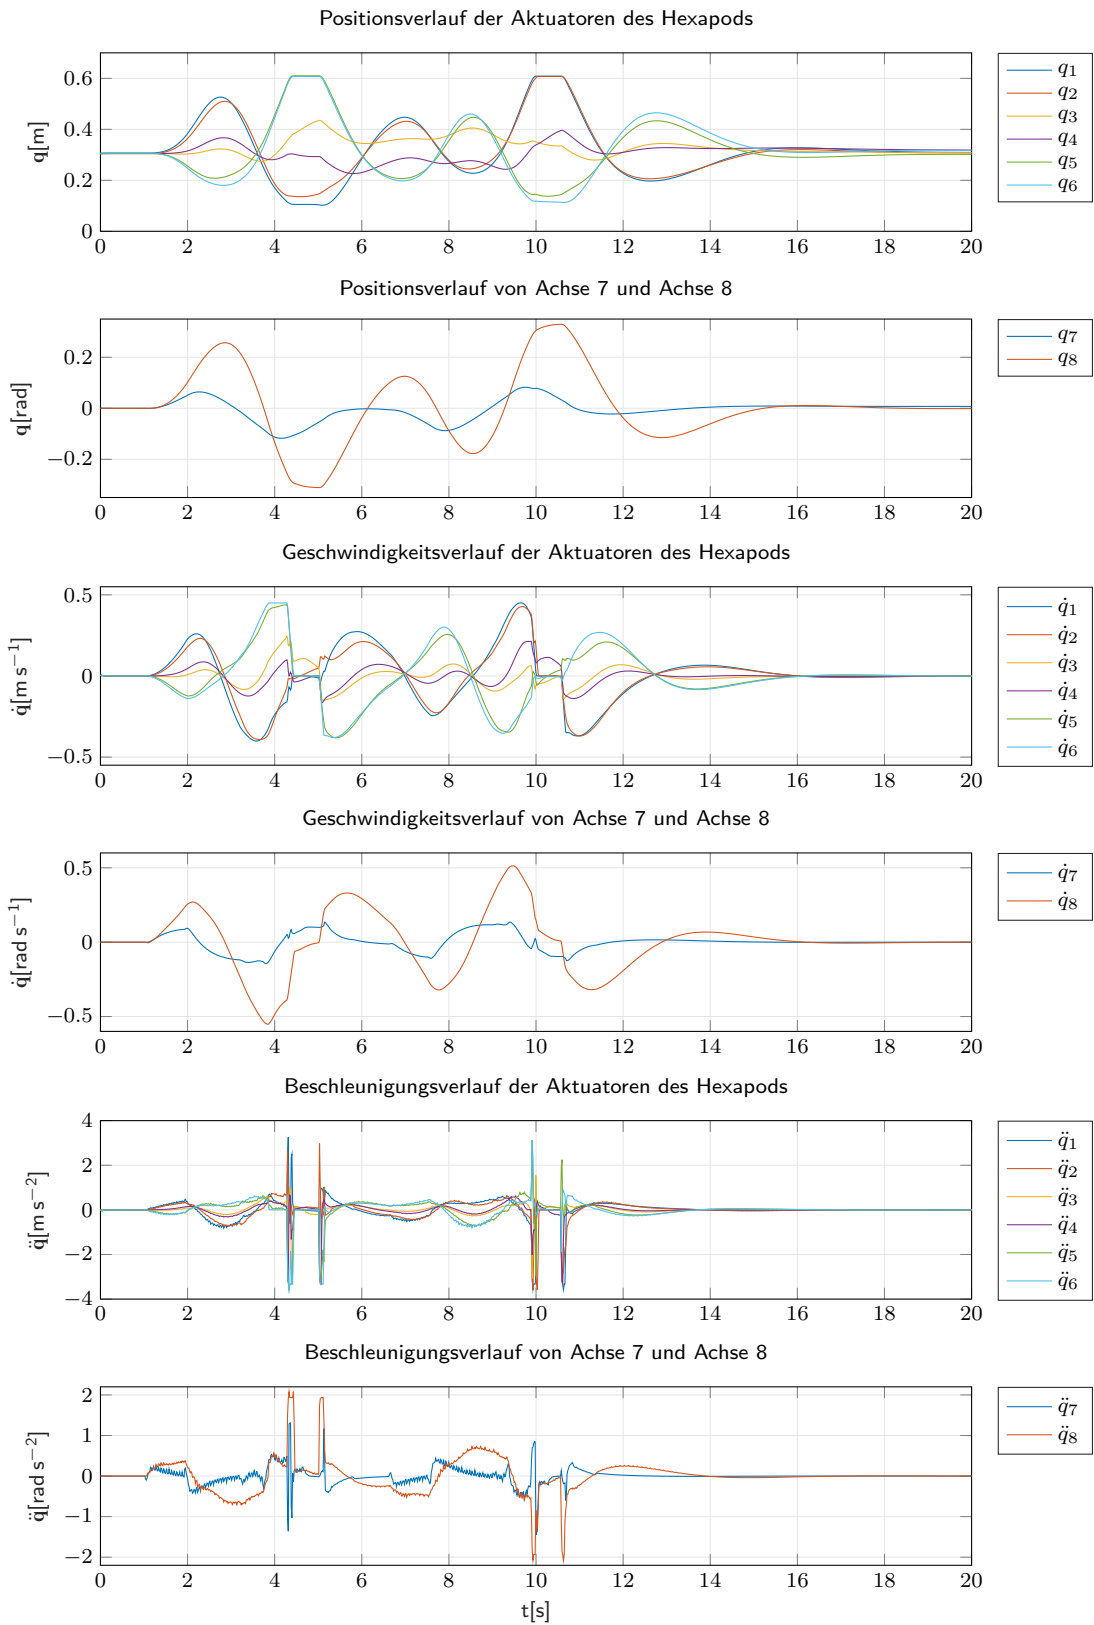 Positionsverlauf der Aktuatoren des Hexapods
0.6
0.4
0.2
0
q[m]
0 2 4 6 8 10 12 14 16 18 20
q1
q2
q3
q4
q5
q6
Positionsverlauf von Achse 7 und Achse 8
0.2
0
−0.2
q[rad]
0 2 4 6 8 10 12 14 16 18 20
q7
q8
Geschwindigkeitsverlauf der Aktuatoren des Hexapods
0.5
0
−0.5
q̇[m s⁻¹]
0 2 4 6 8 10 12 14 16 18 20
q̇1
q̇2
q̇3
q̇4
q̇5
q̇6
Geschwindigkeitsverlauf von Achse 7 und Achse 8
0.5
0
−0.5
q̇[rad s⁻¹]
0 2 4 6 8 10 12 14 16 18 20
q̇7
q̇8
Beschleunigungsverlauf der Aktuatoren des Hexapods
4
2
0
−2
−4
q̈[m s⁻²]
0 2 4 6 8 10 12 14 16 18 20
q̈1
q̈2
q̈3
q̈4
q̈5
q̈6
Beschleunigungsverlauf von Achse 7 und Achse 8
2
1
0
−1
−2
q̈[rad s⁻²]
0 2 4 6 8 10 12 14 16 18 20
t[s]
q̈7
q̈8